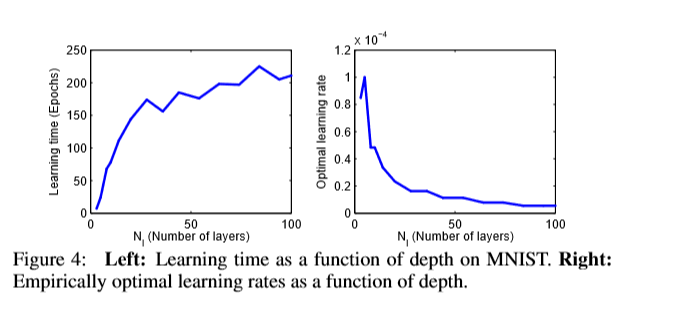 250
200
150
100
50
0
Learning time (Epochs)
0 50 100
N_l (Number of layers)
x 10^-4
1.2
1
0.8
0.6
0.4
0.2
0
Optimal learning rate
0 50 100
N_l (Number of layers)
Figure 4: Left: Learning time as a function of depth on MNIST. Right:
Empirically optimal learning rates as a function of depth.